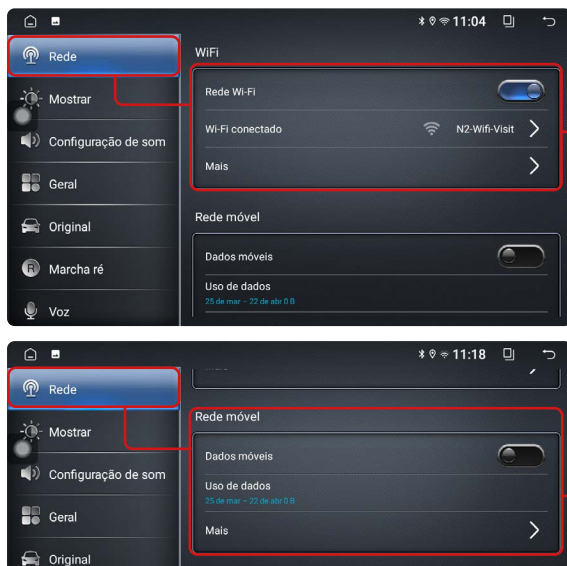 11:04
Rede
Mostrar
Configuração de som
Geral
Original
R Marcha ré
Voz
WiFi
Rede Wi-Fi
Wi-Fi conectado N2-Wifi-Visit
Mais
Rede móvel
Dados móveis
Uso de dados
25 de mar – 22 de abr 0 B
11:18
Rede
Mostrar
Configuração de som
Geral
Original
Rede móvel
Dados móveis
Uso de dados
25 de mar – 22 de abr 0 B
Mais